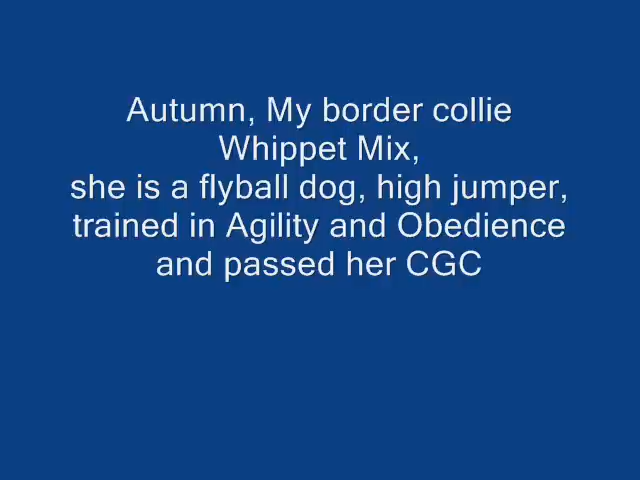 Autumn, My border collie
Whippet Mix,
she is a flyball dog, high jumper,
trained in Agility and Obedience
and passed her CGC